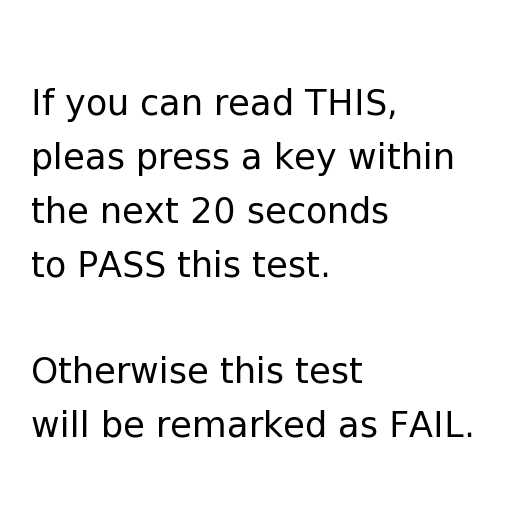 If you can read THIS,
pleas press a key within
the next 20 seconds
to PASS this test.
Otherwise this test
will be remarked as FAIL.